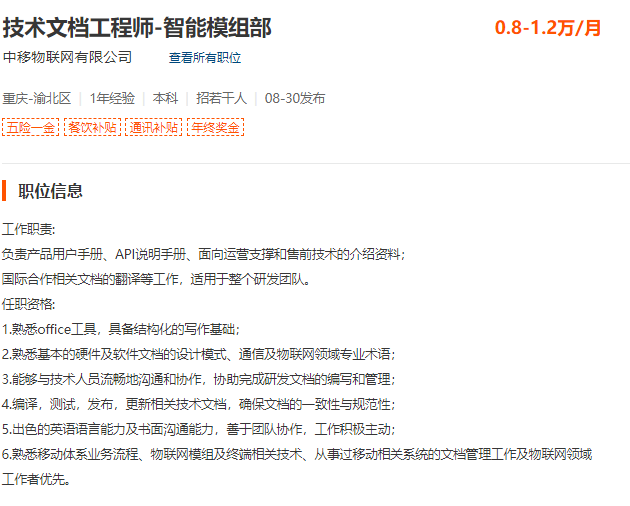 技术文档工程师-智能模组部
0.8-1.2万/月
中移物联网有限公司 查看所有职位
重庆-渝北区 | 1年经验 | 本科 | 招若干人 | 08-30发布
五险一金 餐饮补贴 通讯补贴 年终奖金
职位信息
工作职责:
负责产品用户手册、API说明手册、面向运营支撑和售前技术的介绍资料；
国际合作相关文档的翻译等工作，适用于整个研发团队。
任职资格:
1.熟悉office工具，具备结构化的写作基础；
2.熟悉基本的硬件及软件文档的设计模式、通信及物联网领域专业术语；
3.能够与技术人员流畅地沟通和协作，协助完成研发文档的编写和管理；
4.编译，测试，发布，更新相关技术文档，确保文档的一致性与规范性；
5.出色的英语语言能力及书面沟通能力，善于团队协作，工作积极主动；
6.熟悉移动体系业务流程、物联网模组及终端相关技术、从事过移动相关系统的文档管理工作及物联网领域
工作者优先。